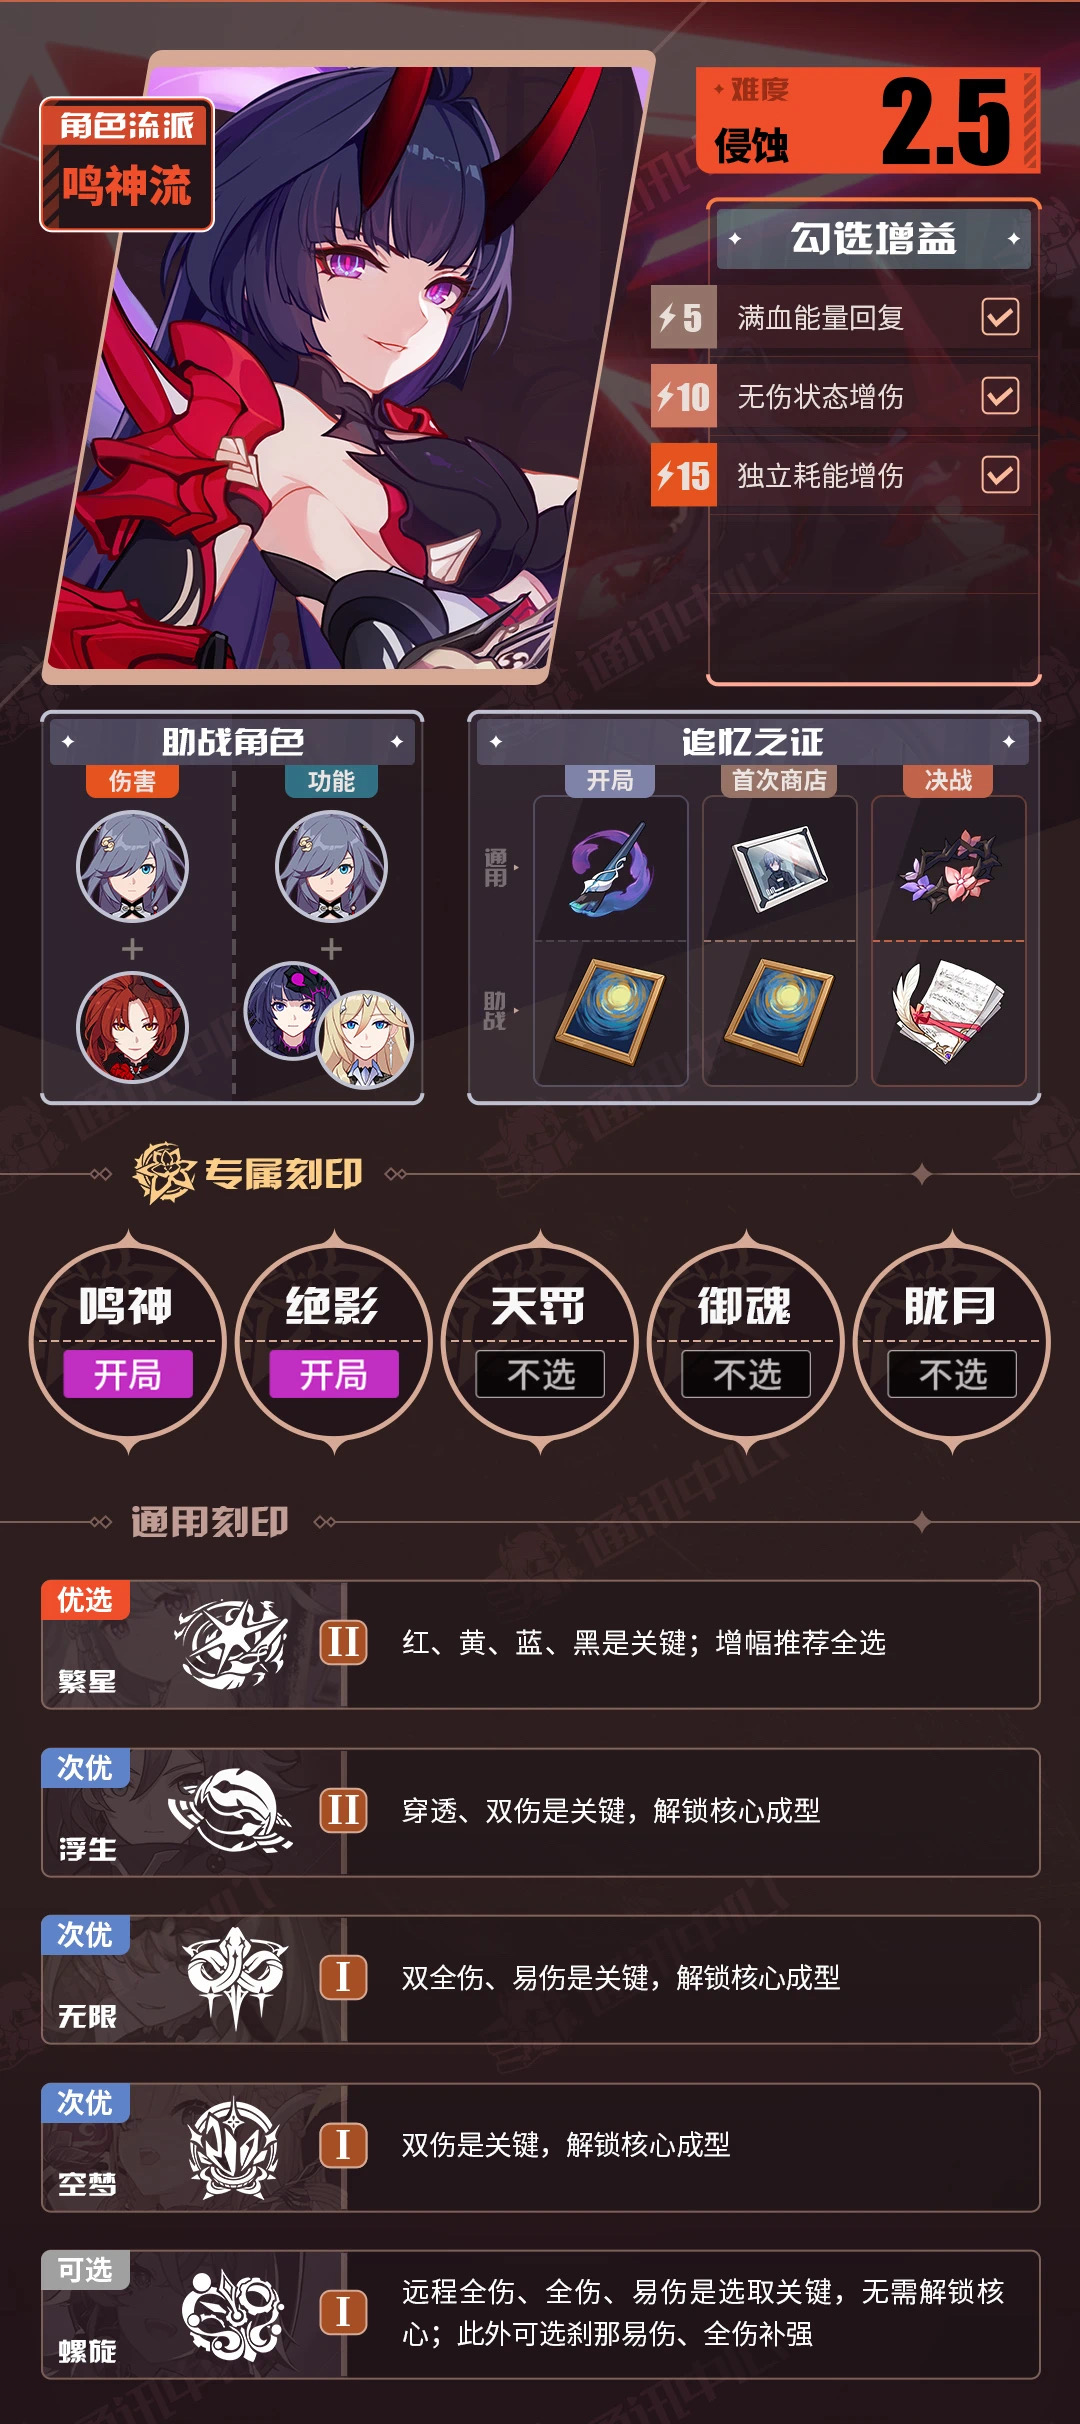 角色流派
鸣神流
难度
侵蚀
2.5
勾选增益
5 满血能量回复
10 无伤状态增伤
15 独立耗能增伤
助战角色
伤害
功能
追忆之证
开局
首次商店
决战
通用
助战
专属刻印
鸣神
开局
绝影
开局
天罚
不选
御魂
不选
胧月
不选
通用刻印
优选
繁星
II
红、黄、蓝、黑是关键；增幅推荐全选
次优
浮生
II
穿透、双伤是关键，解锁核心成型
次优
无限
I
双全伤、易伤是关键，解锁核心成型
次优
空梦
I
双伤是关键，解锁核心成型
可选
螺旋
I
远程全伤、全伤、易伤是选取关键，无需解锁核
心；此外可选刹那易伤、全伤补强
通讯中心